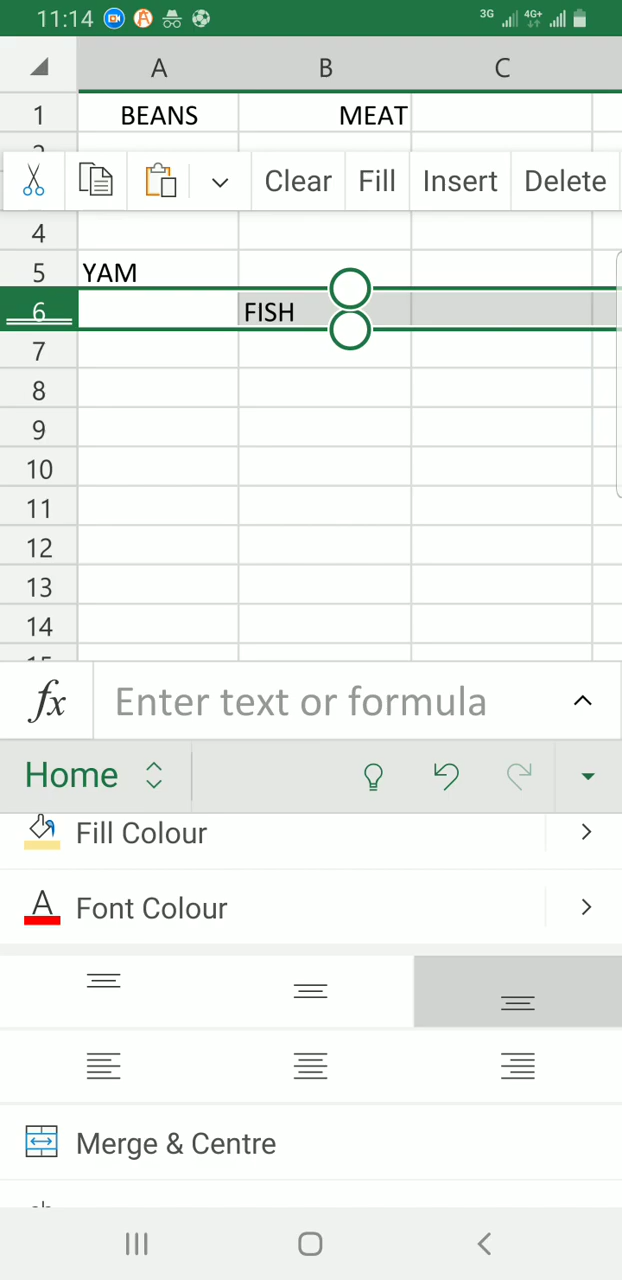 11:14 3G 4G+
A B C
1 BEANS MEAT
Clear Fill Insert Delete
4
5 YAM
6 FISH
7
8
9
10
11
12
13
14
fx Enter text or formula
Home
Fill Colour
A Font Colour
Merge & Centre